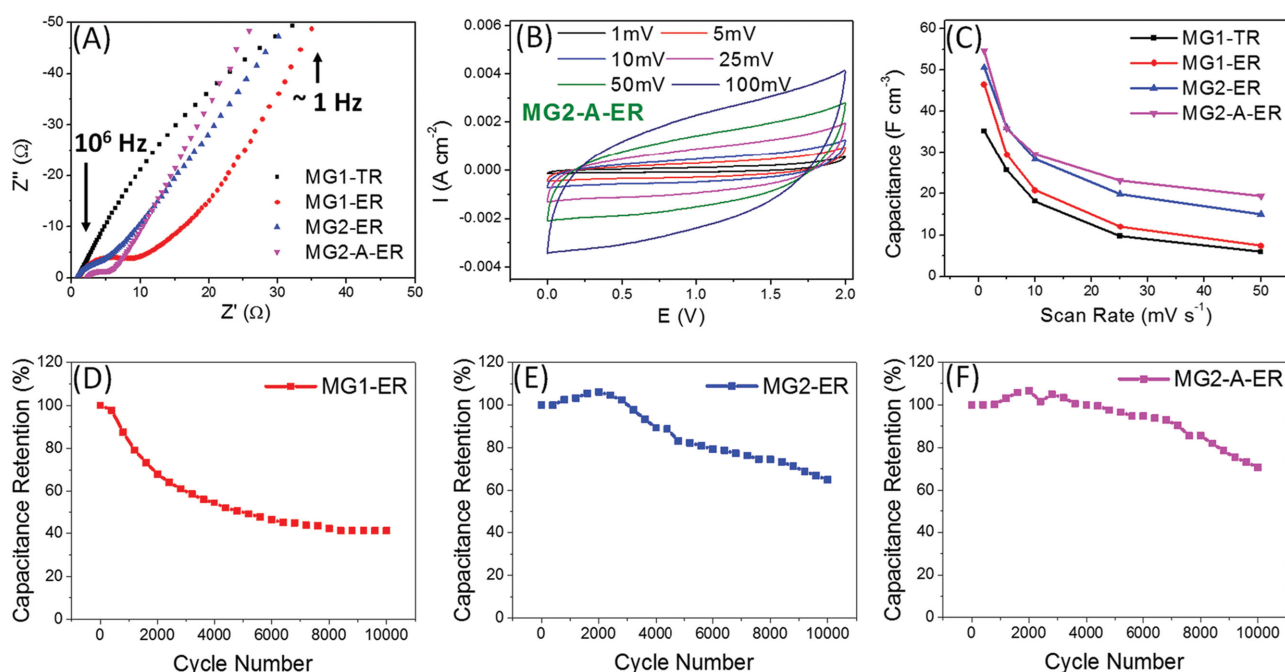 (A)
-50
-40
-30
-20
-10
0
Z'' (Ω)
10⁶ Hz
~ 1 Hz
MG1-TR
MG1-ER
MG2-ER
MG2-A-ER
0 10 20 30 40 50
Z' (Ω)
(B)
1mV 5mV
10mV 25mV
50mV 100mV
MG2-A-ER
0.006
0.004
0.002
0.000
-0.002
-0.004
I (A cm⁻²)
0.0 0.5 1.0 1.5 2.0
E (V)
(C)
MG1-TR
MG1-ER
MG2-ER
MG2-A-ER
60
50
40
30
20
10
0
Capacitance (F cm⁻³)
0 10 20 30 40 50
Scan Rate (mV s⁻¹)
(D)
MG1-ER
120
100
80
60
40
20
0
Capacitance Retention (%)
0 2000 4000 6000 8000 10000
Cycle Number
(E)
MG2-ER
120
100
80
60
40
20
0
Capacitance Retention (%)
0 2000 4000 6000 8000 10000
Cycle Number
(F)
MG2-A-ER
120
100
80
60
40
20
0
Capacitance Retention (%)
0 2000 4000 6000 8000 10000
Cycle Number